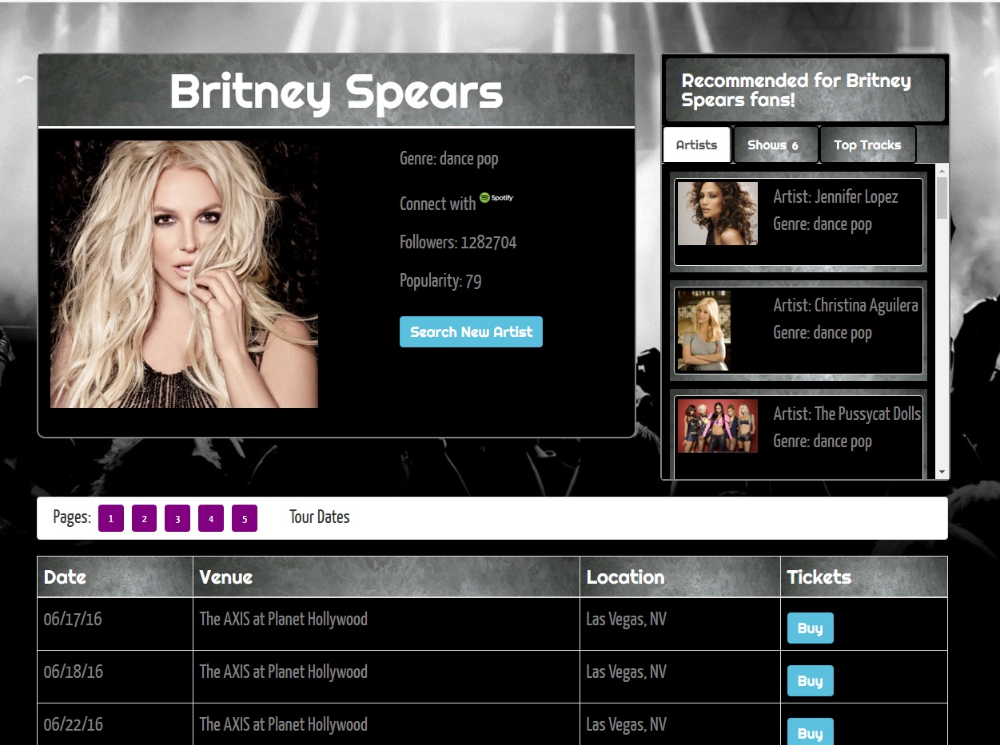 Britney Spears
Genre: dance pop
Connect with Spotify
Followers: 1282704
Popularity: 79
Search New Artist
Recommended for Britney
Spears fans!
Artists Shows 6 Top Tracks
Artist: Jennifer Lopez
Genre: dance pop
Artist: Christina Aguilera
Genre: dance pop
Artist: The Pussycat Dolls
Genre: dance pop
Pages: 1 2 3 4 5 Tour Dates
Date Venue Location Tickets
06/17/16 The AXIS at Planet Hollywood Las Vegas, NV Buy
06/18/16 The AXIS at Planet Hollywood Las Vegas, NV Buy
06/22/16 The AXIS at Planet Hollywood Las Vegas, NV Buy